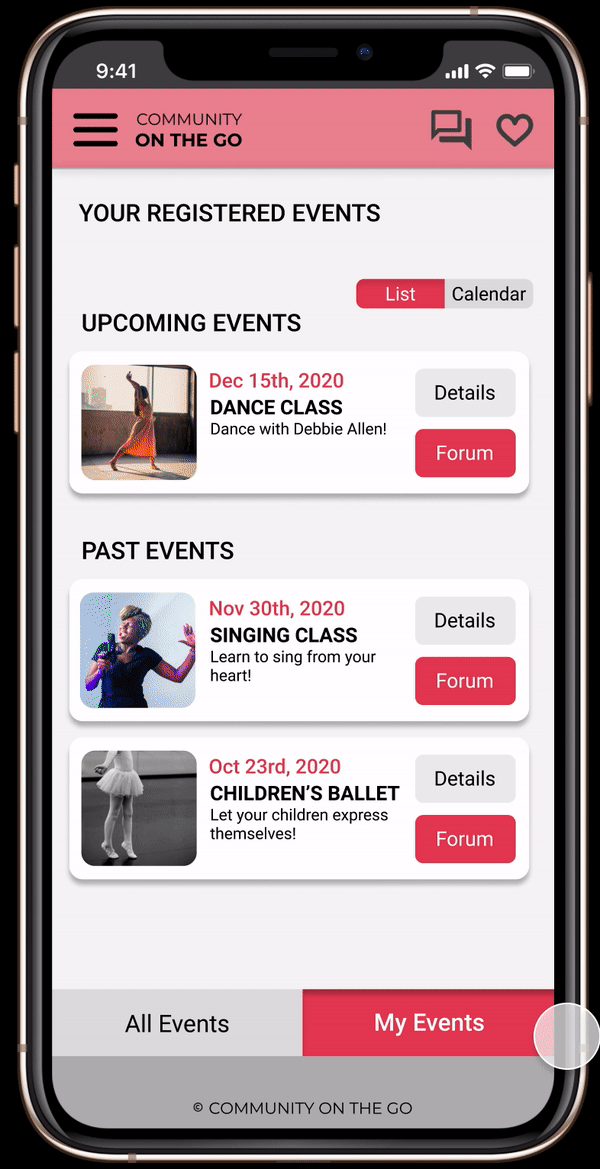 9:41
COMMUNITY
ON THE GO
YOUR REGISTERED EVENTS
List Calendar
UPCOMING EVENTS
Dec 15th, 2020
DANCE CLASS
Dance with Debbie Allen!
Details
Forum
PAST EVENTS
Nov 30th, 2020
SINGING CLASS
Learn to sing from your
heart!
Details
Forum
Oct 23rd, 2020
CHILDREN’S BALLET
Let your children express
themselves!
Details
Forum
All Events My Events
© COMMUNITY ON THE GO